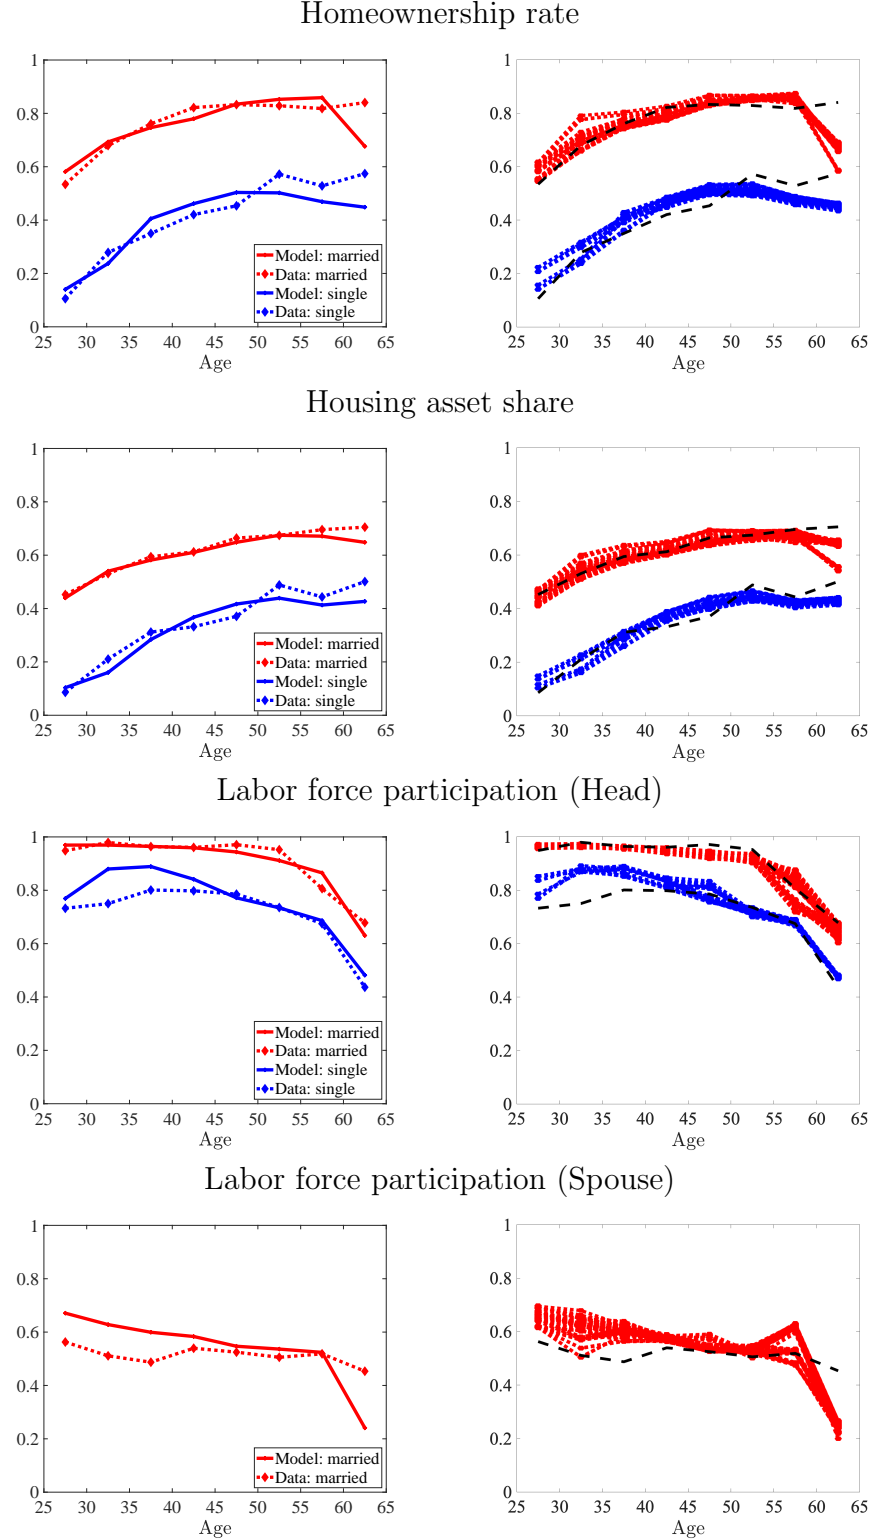 Homeownership rate
1
0.8
0.6
0.4
0.2
0
25 30 35 40 45 50 55 60 65
Age
Model: married
Data: married
Model: single
Data: single
1
0.8
0.6
0.4
0.2
0
25 30 35 40 45 50 55 60 65
Age
Housing asset share
1
0.8
0.6
0.4
0.2
0
25 30 35 40 45 50 55 60 65
Age
Model: married
Data: married
Model: single
Data: single
1
0.8
0.6
0.4
0.2
0
25 30 35 40 45 50 55 60 65
Age
Labor force participation (Head)
1
0.8
0.6
0.4
0.2
0
25 30 35 40 45 50 55 60 65
Age
Model: married
Data: married
Model: single
Data: single
1
0.8
0.6
0.4
0.2
0
25 30 35 40 45 50 55 60 65
Age
Labor force participation (Spouse)
1
0.8
0.6
0.4
0.2
0
25 30 35 40 45 50 55 60 65
Age
Model: married
Data: married
1
0.8
0.6
0.4
0.2
0
25 30 35 40 45 50 55 60 65
Age